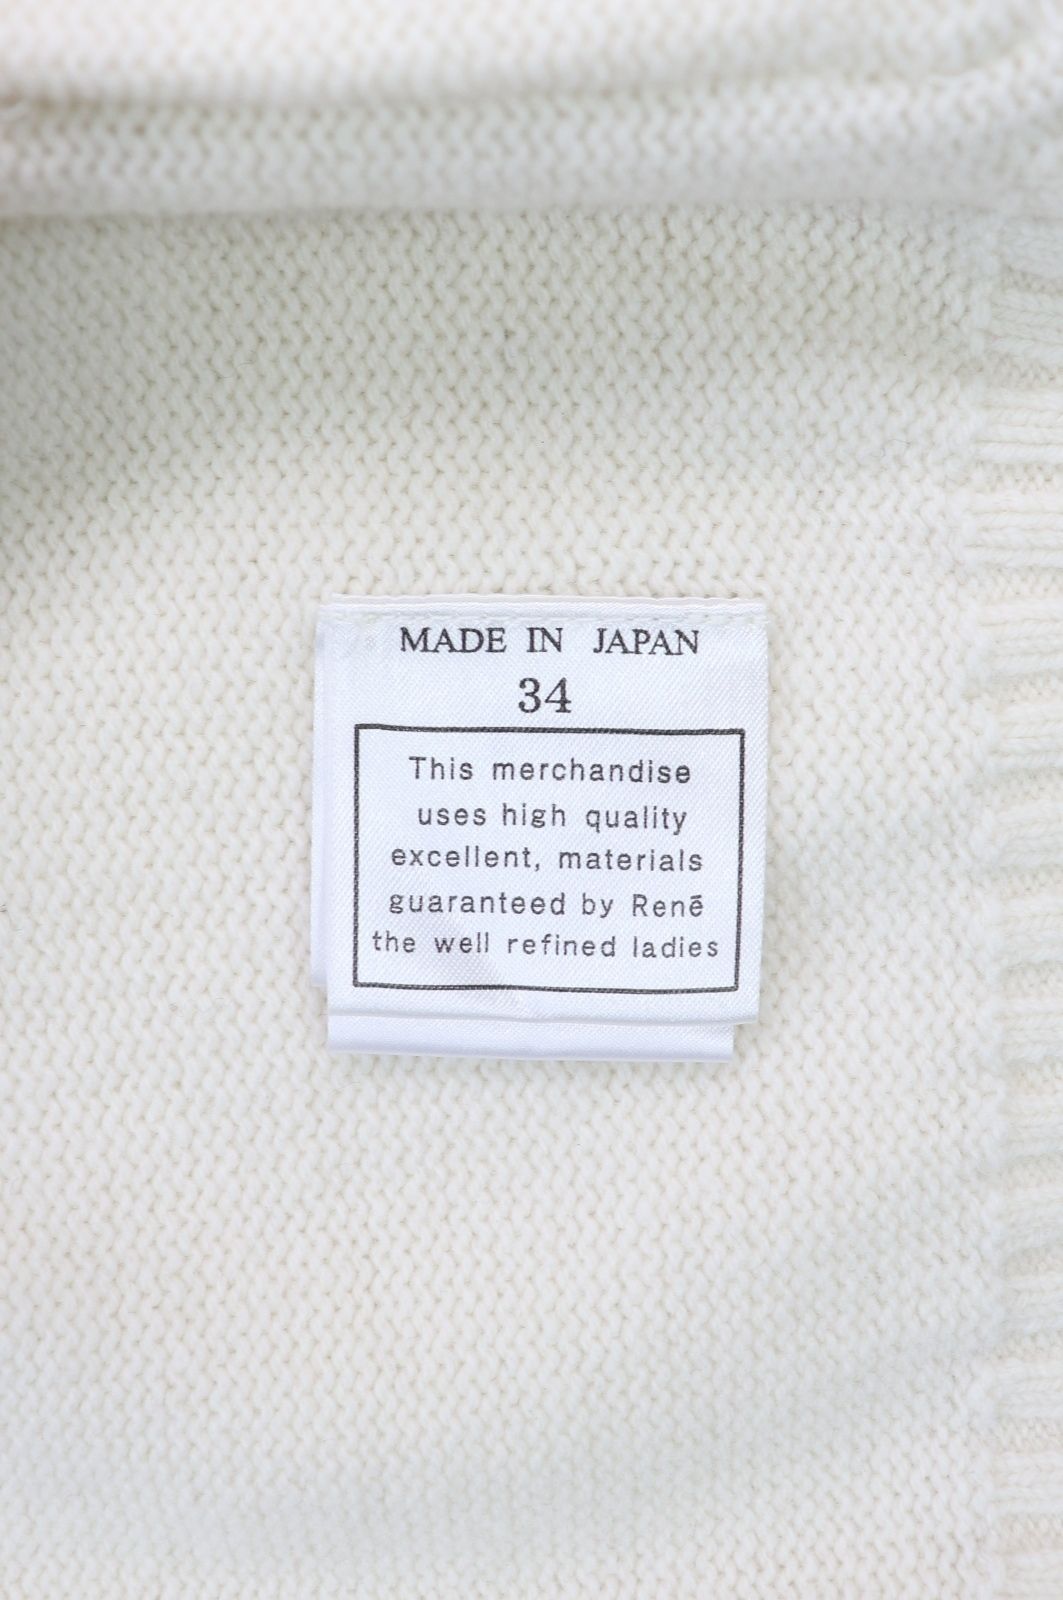 MADE IN JAPAN
34
This merchandise
uses high quality
excellent, materials
guaranteed by Renē
the well refined ladies